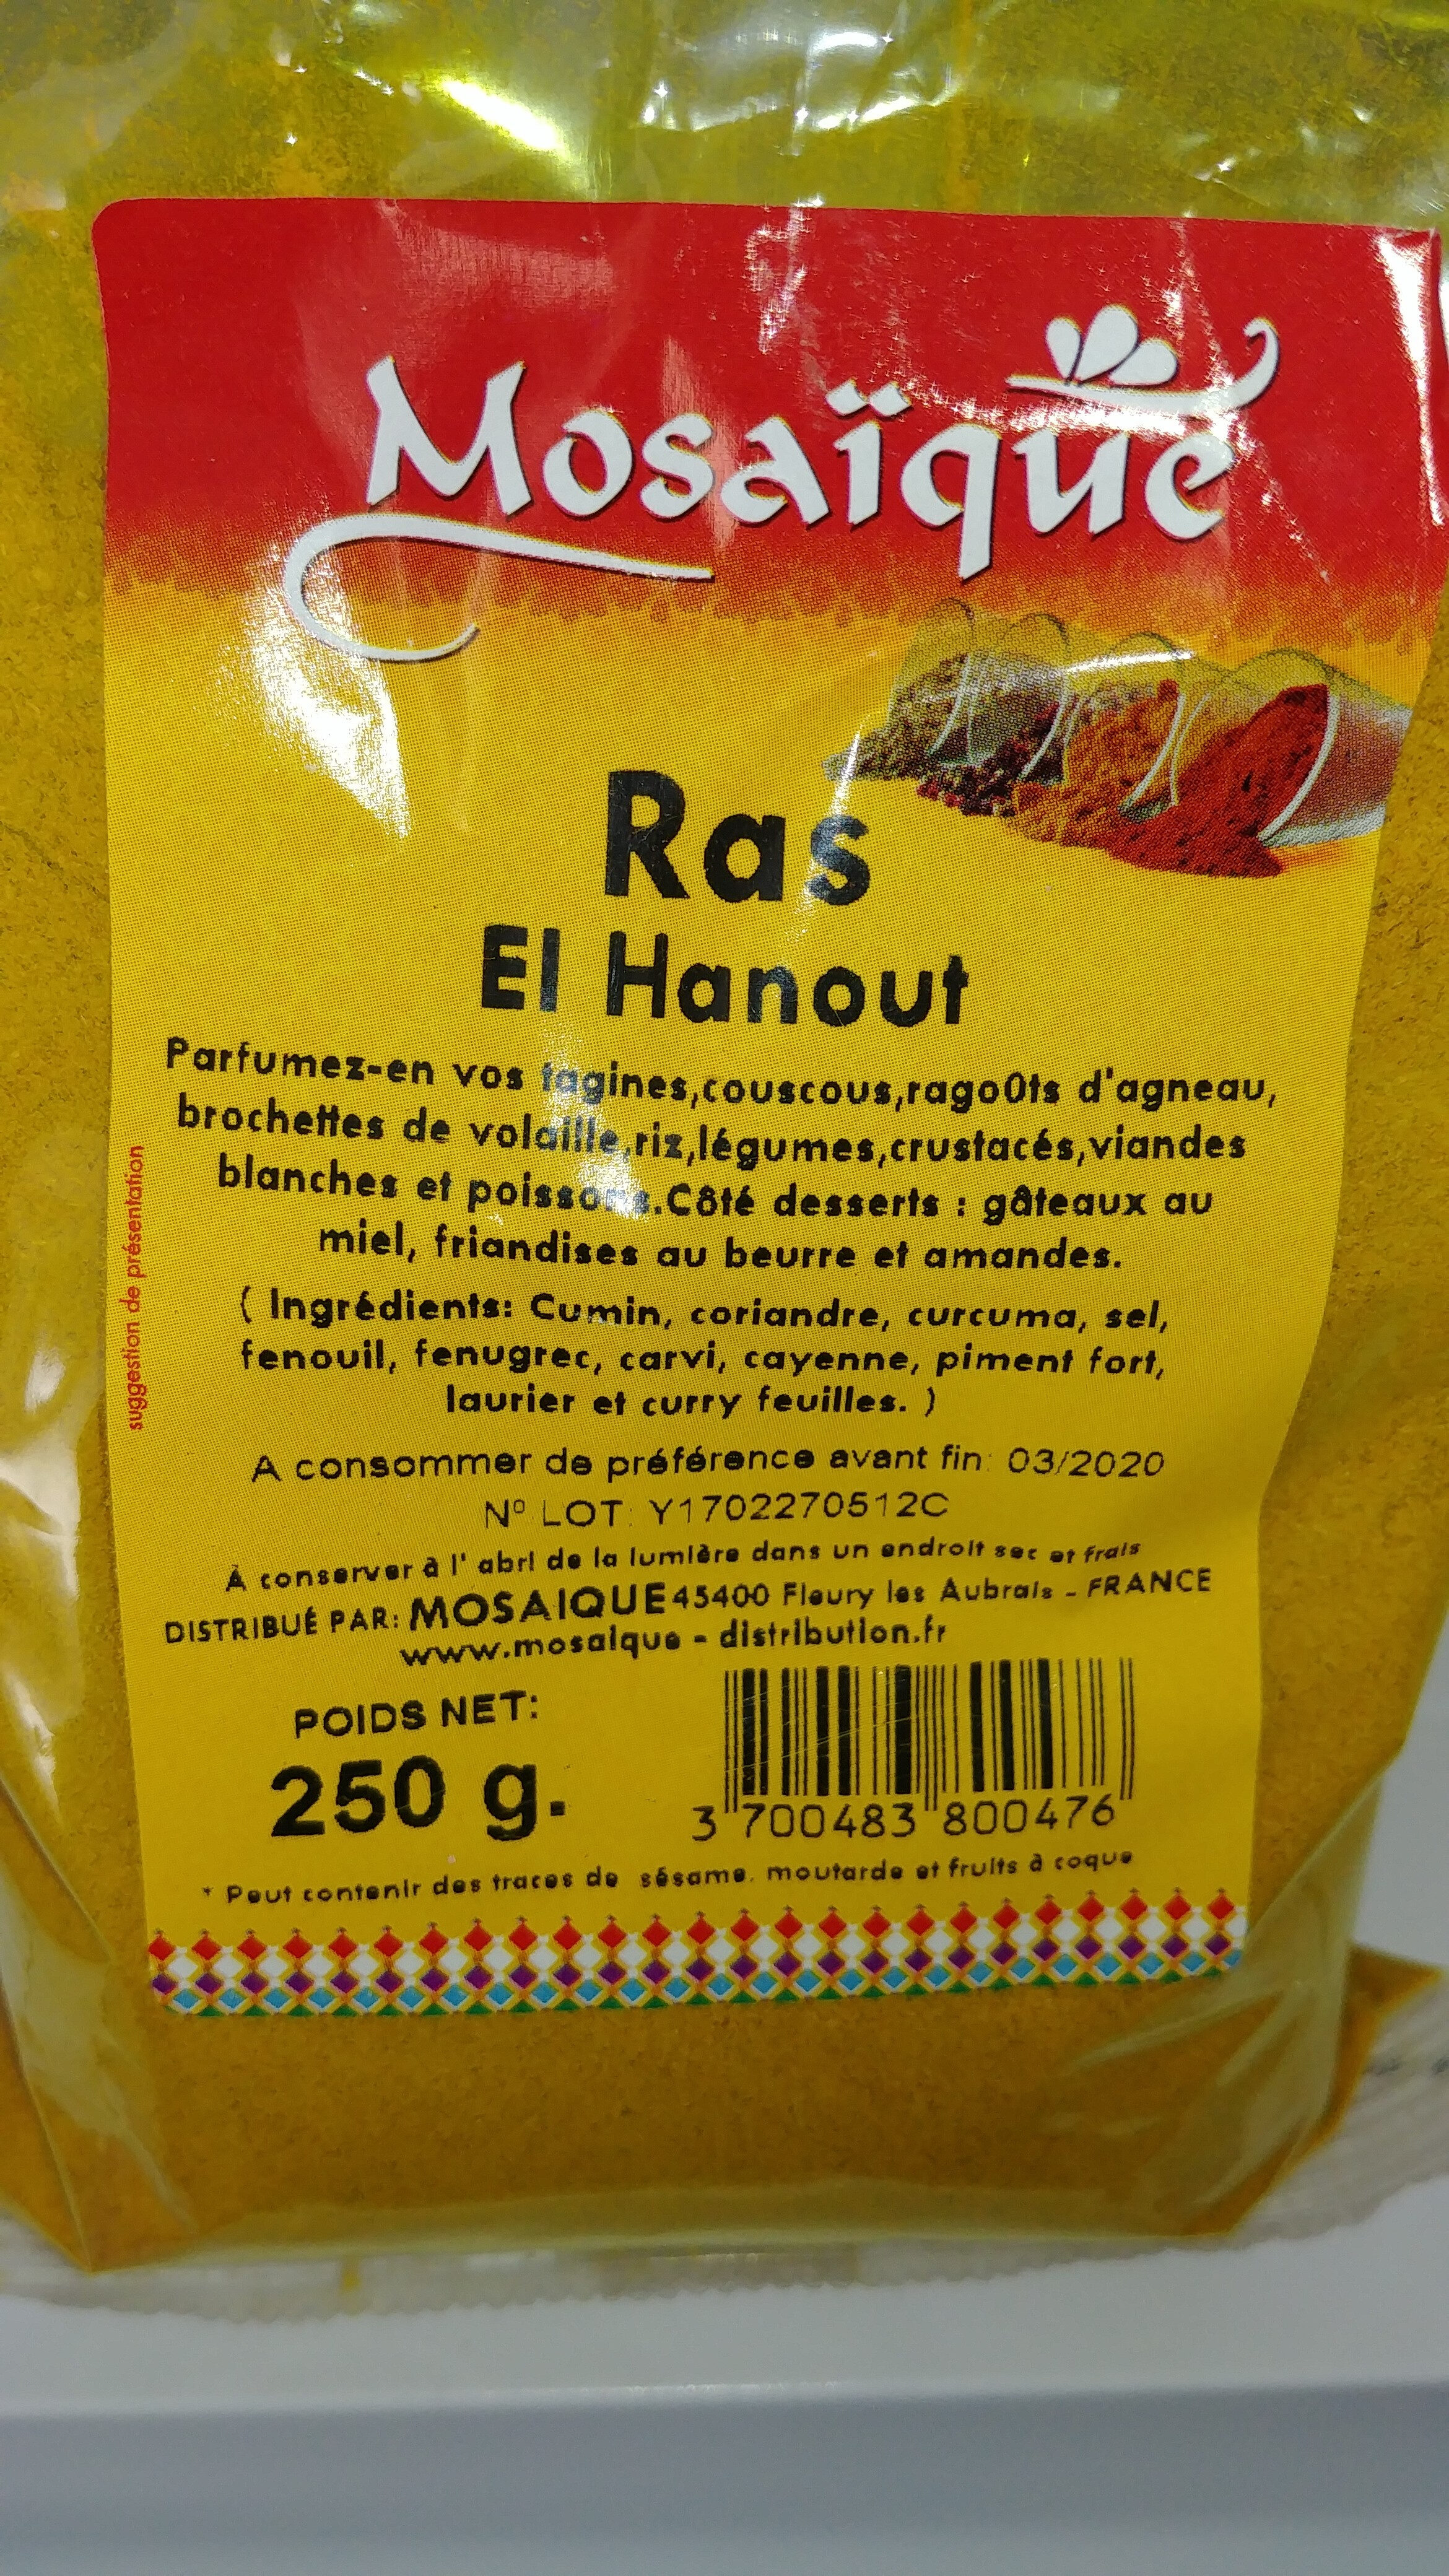 Mosaïque
Ras
El Hanout
Parfumez-en vos tagines,couscous,ragoûts d'agneau,
brochettes de volaille,riz,légumes,crustacés,viandes
blanches et poissons.Côté desserts : gâteaux au
miel, friandises au beurre et amandes.
( Ingrédients: Cumin, coriandre, curcuma, sel,
fenouil, fenugrec, carvi, cayenne, piment fort,
laurier et curry feuilles. )
suggestion de présentation
A consommer de préférence avant fin: 03/2020
Nº LOT: Y1702270512C
À conserver à l' abri de la lumière dans un endroit sec et frais
DISTRIBUÉ PAR: MOSAIQUE 45400 Fleury les Aubrais - FRANCE
www.mosaique - distribution.fr
POIDS NET:
250 g.
3 700483 800476
* Peut contenir des traces de sésame, moutarde et fruits à coque